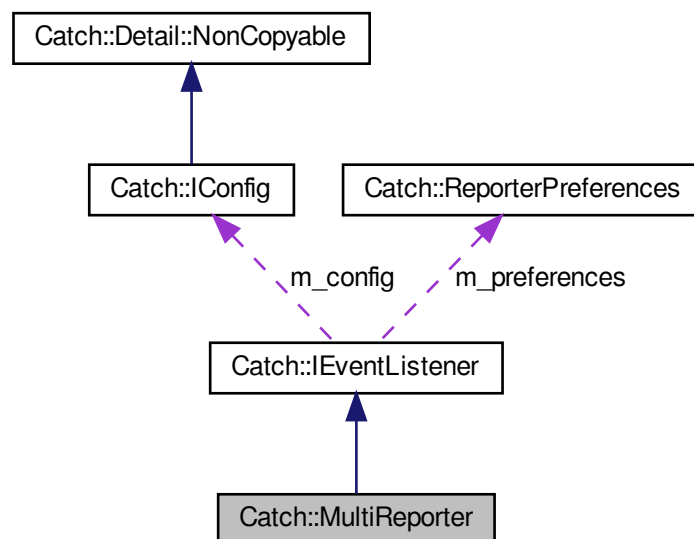 Catch::Detail::NonCopyable
Catch::IConfig
Catch::ReporterPreferences
m_config
m_preferences
Catch::IEventListener
Catch::MultiReporter